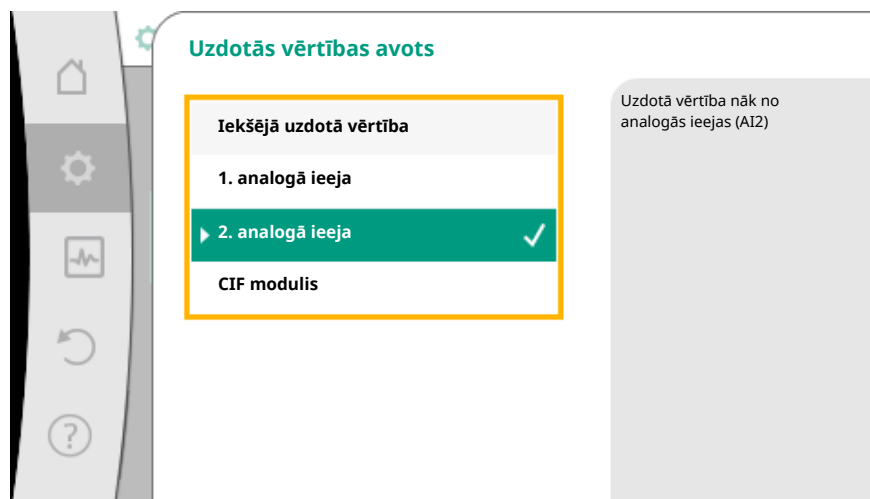 Uzdotās vērtības avots
Iekšējā uzdotā vērtība
1. analogā ieeja
2. analogā ieeja
CIF modulis
Uzdotā vērtība nāk no
analogās ieejas (AI2)